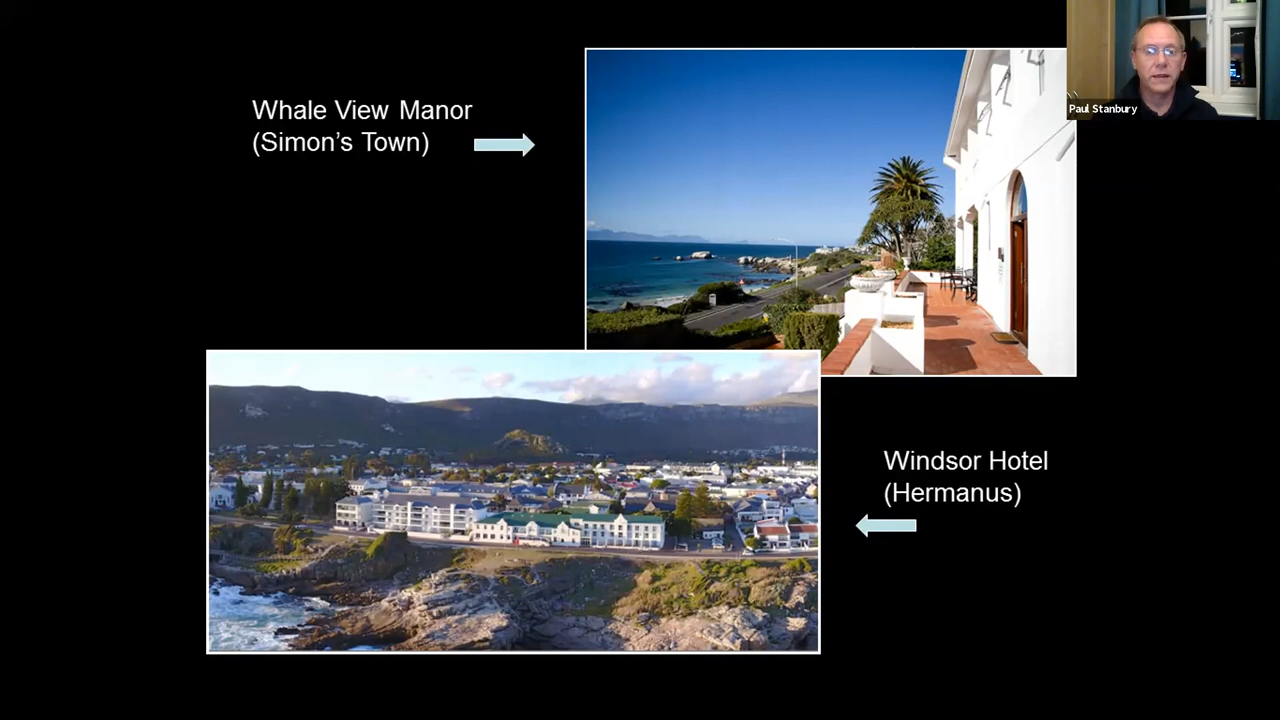 Whale View Manor
(Simon's Town)
Paul Stanbury
Windsor Hotel
(Hermanus)